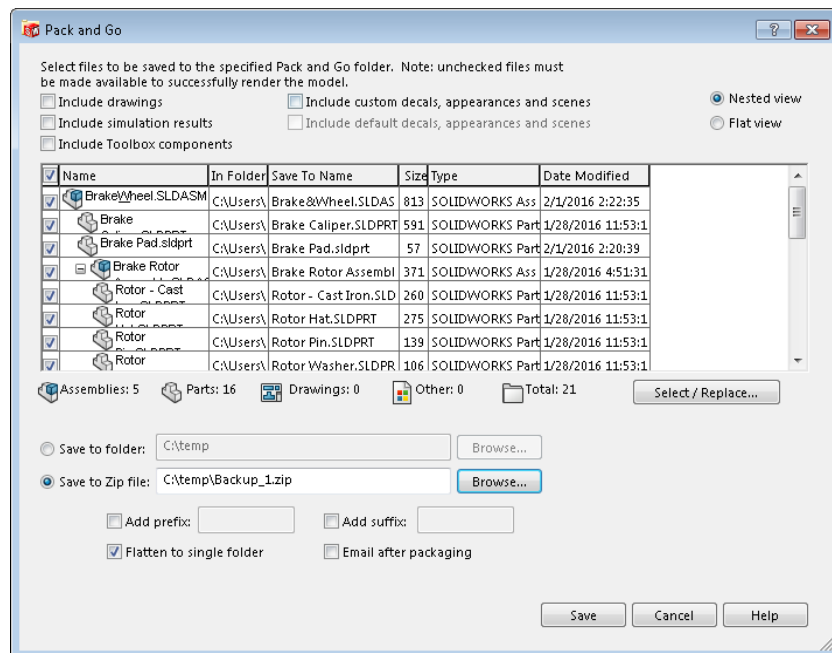 Pack and Go
Select files to be saved to the specified Pack and Go folder. Note: unchecked files must
be made available to successfully render the model.
Include drawings
Include custom decals, appearances and scenes
Nested view
Include simulation results
Include default decals, appearances and scenes
Flat view
Include Toolbox components
Name In Folder Save To Name Size Type Date Modified
BrakeWheel.SLDASM C:\Users\ Brake&Wheel.SLDAS 813 SOLIDWORKS Ass 2/1/2016 2:22:35
Brake C:\Users\ Brake Caliper.SLDPRT 591 SOLIDWORKS Part 1/28/2016 11:53:1
Brake Pad.sldprt C:\Users\ Brake Pad.sldprt 57 SOLIDWORKS Part 2/1/2016 2:20:39
Brake Rotor C:\Users\ Brake Rotor Assembl 371 SOLIDWORKS Ass 1/28/2016 4:51:31
Rotor - Cast C:\Users\ Rotor - Cast Iron.SLD 260 SOLIDWORKS Part 1/28/2016 11:53:1
Rotor C:\Users\ Rotor Hat.SLDPRT 275 SOLIDWORKS Part 1/28/2016 11:53:1
Rotor C:\Users\ Rotor Pin.SLDPRT 139 SOLIDWORKS Part 1/28/2016 11:53:1
Rotor C:\Users\ Rotor Washer.SLDPR 106 SOLIDWORKS Part 1/28/2016 11:53:1
Assemblies: 5 Parts: 16 Drawings: 0 Other: 0 Total: 21 Select / Replace...
Save to folder: C:\temp Browse...
Save to Zip file: C:\temp\Backup_1.zip Browse...
Add prefix: Add suffix:
Flatten to single folder Email after packaging
Save Cancel Help